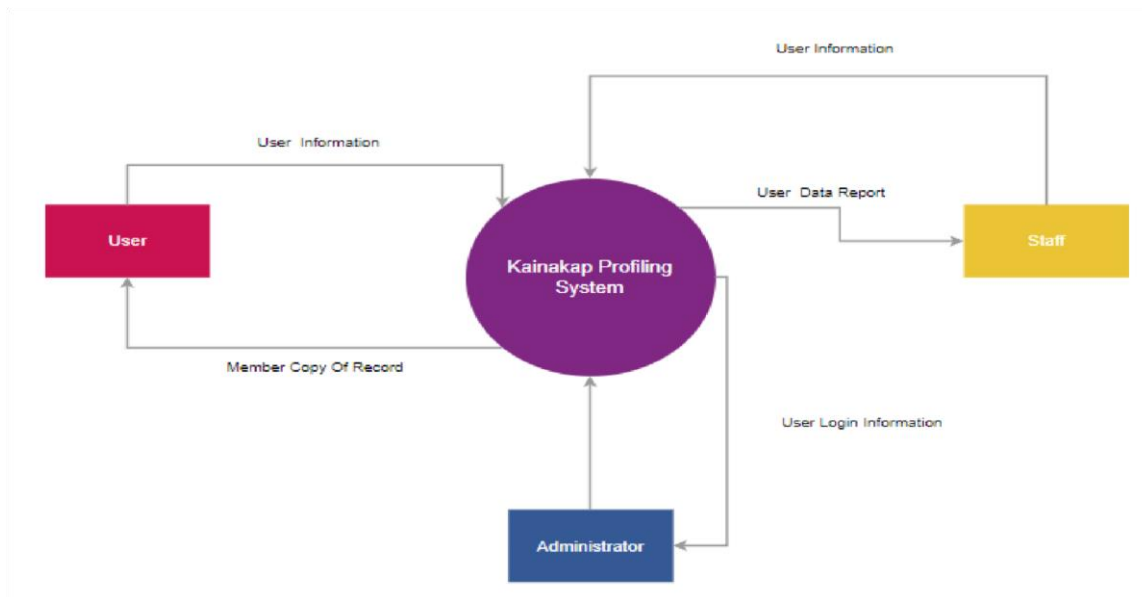 User Information
User Information
User Data Report
User
Staff
Kainakap Profiling
System
Member Copy Of Record
User Login Information
Administrator